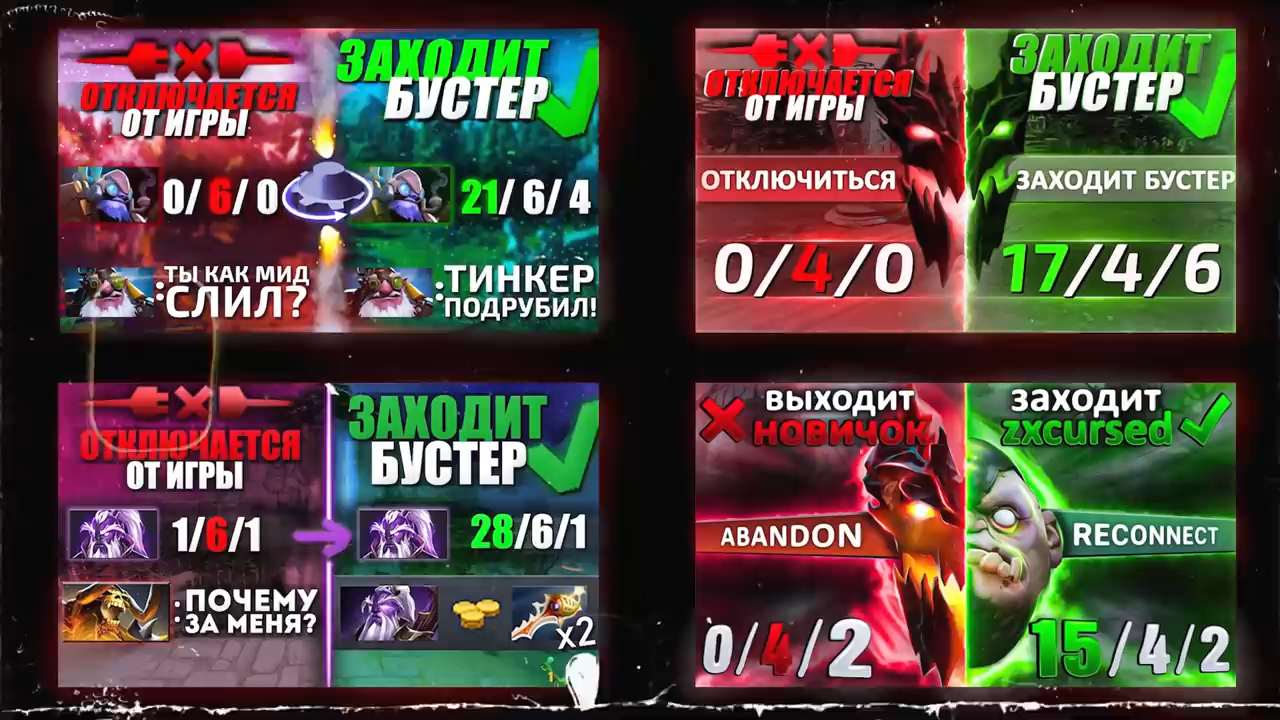 ОТКЛЮЧАЕТСЯ
ОТ ИГРЫ
ЗАХОДИТ
БУСТЕР
0/ 6/ 0
21/ 6/ 4
:ТЫ КАК МИД
СЛИЛ?
:ТИНКЕР
ПОДРУБИЛ!
ОТКЛЮЧАЕТСЯ
ОТ ИГРЫ
ЗАХОДИТ
БУСТЕР
ОТКЛЮЧИТЬСЯ
ЗАХОДИТ БУСТЕР
0/4/0
17/4/6
ОТКЛЮЧАЕТСЯ
ОТ ИГРЫ
ЗАХОДИТ
БУСТЕР
1/6/1
28/6/1
:ПОЧЕМУ
ЗА МЕНЯ?
x2
1
выходит
новичок
заходит
zxcursed
ABANDON
RECONNECT
0/4/2
15/4/2